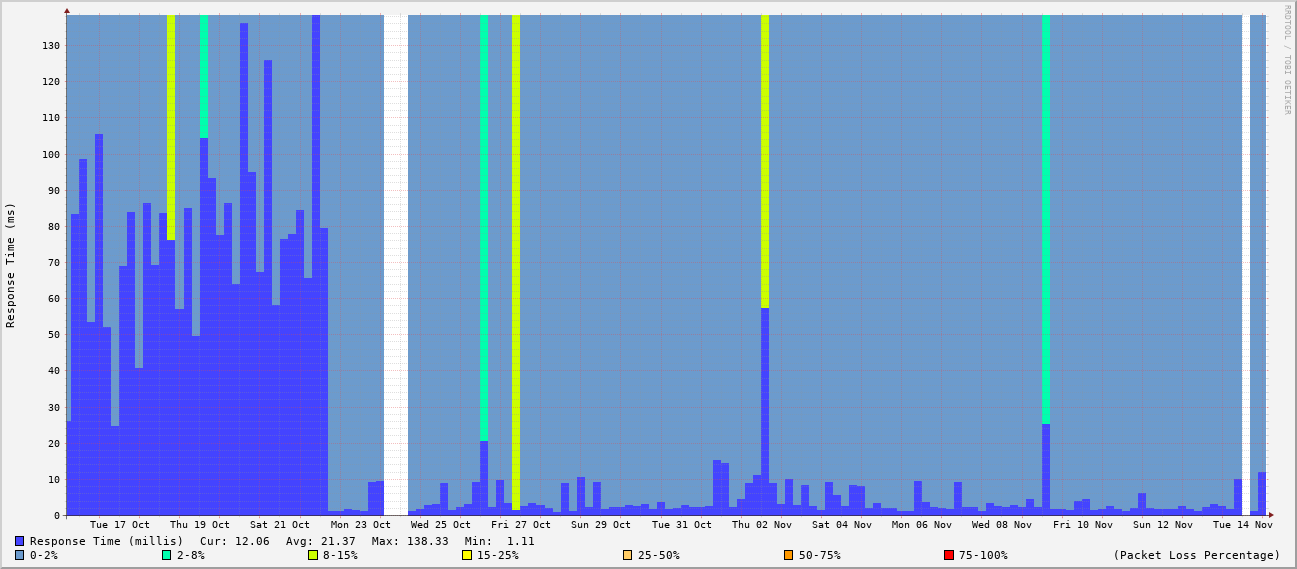 RRDTOOL / TOBI OETIKER
Response Time (ms)
130
120
110
100
90
80
70
60
50
40
30
20
10
0
Tue 17 Oct Thu 19 Oct Sat 21 Oct Mon 23 Oct Wed 25 Oct Fri 27 Oct Sun 29 Oct Tue 31 Oct Thu 02 Nov Sat 04 Nov Mon 06 Nov Wed 08 Nov Fri 10 Nov Sun 12 Nov Tue 14 Nov
Response Time (millis) Cur: 12.06 Avg: 21.37 Max: 138.33 Min: 1.11
0-2% 2-8% 8-15% 15-25% 25-50% 50-75% 75-100% (Packet Loss Percentage)